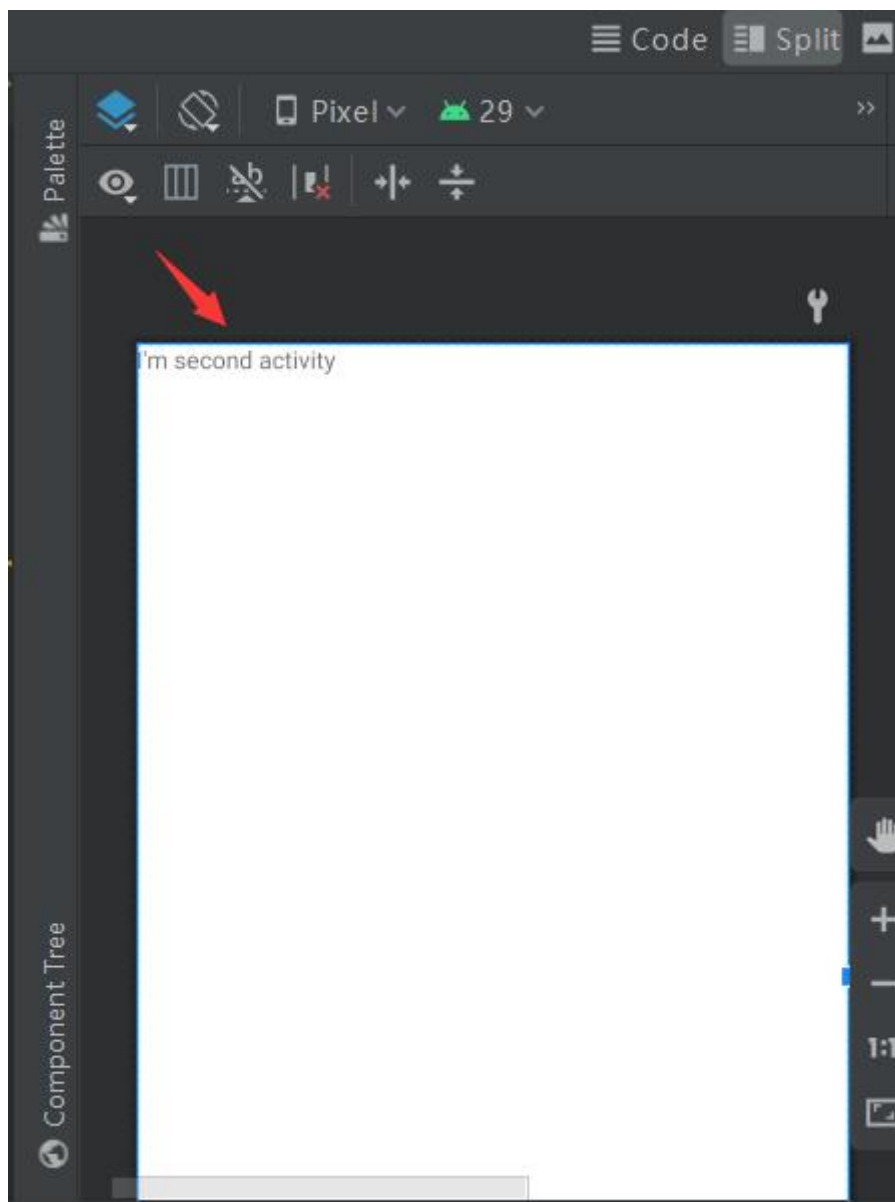 Code Split
Pixel 29
Palette
I'm second activity
Component Tree
1:1